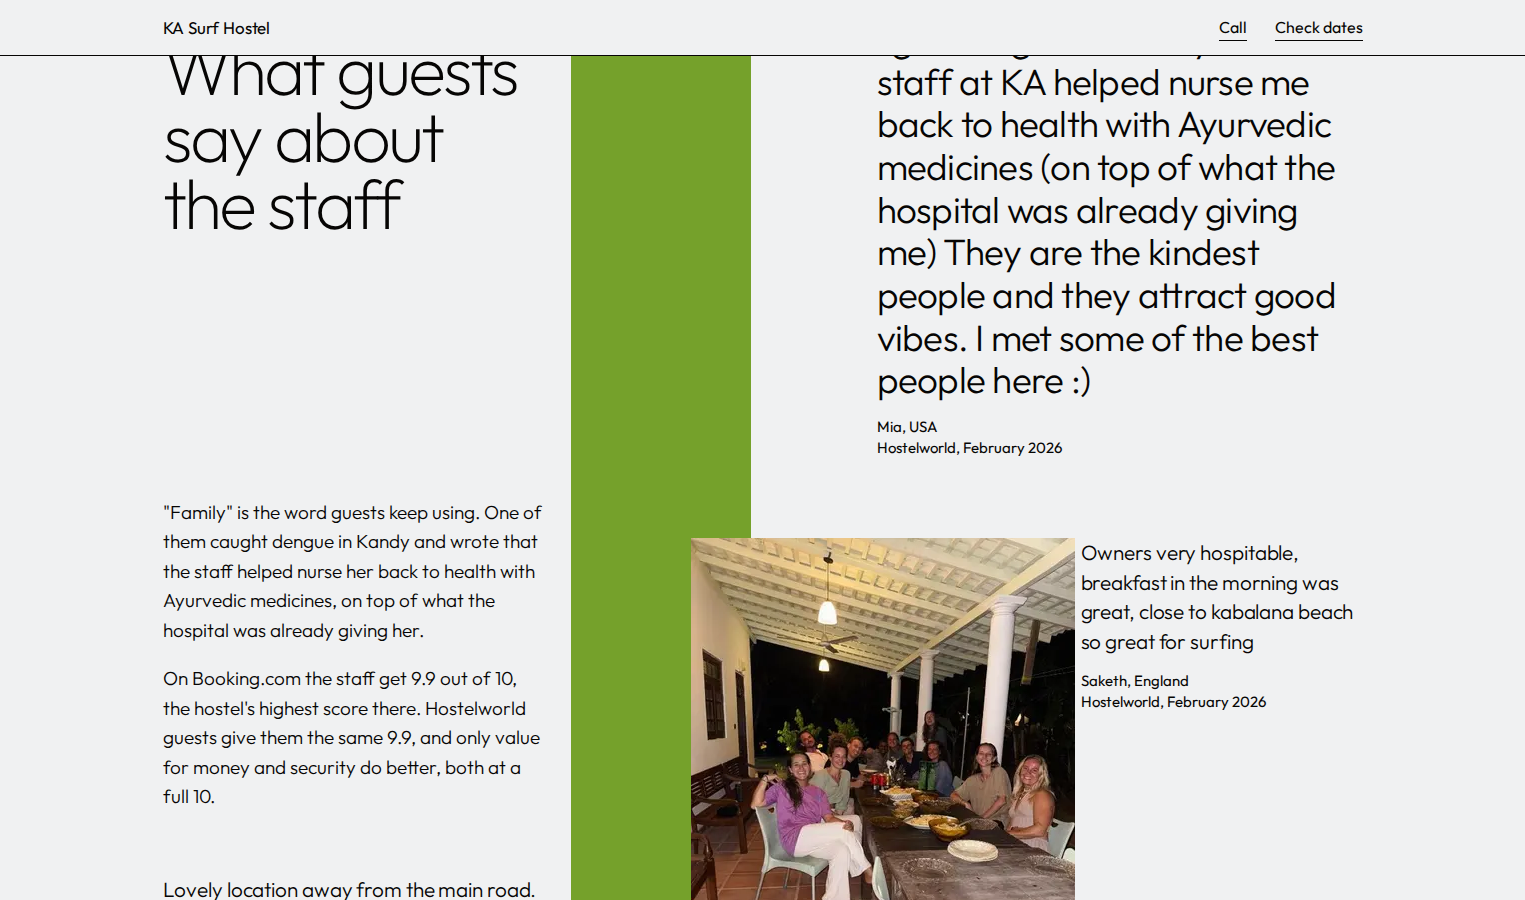 KA Surf Hostel
Call
Check dates
What guests
say about
the staff
"Family" is the word guests keep using. One of
them caught dengue in Kandy and wrote that
the staff helped nurse her back to health with
Ayurvedic medicines, on top of what the
hospital was already giving her.
On Booking.com the staff get 9.9 out of 10,
the hostel's highest score there. Hostelworld
guests give them the same 9.9, and only value
for money and security do better, both at a
full 10.
Lovely location away from the main road.
staff at KA helped nurse me
back to health with Ayurvedic
medicines (on top of what the
hospital was already giving
me) They are the kindest
people and they attract good
vibes. I met some of the best
people here :)
Mia, USA
Hostelworld, February 2026
Owners very hospitable,
breakfast in the morning was
great, close to kabalana beach
so great for surfing
Saketh, England
Hostelworld, February 2026